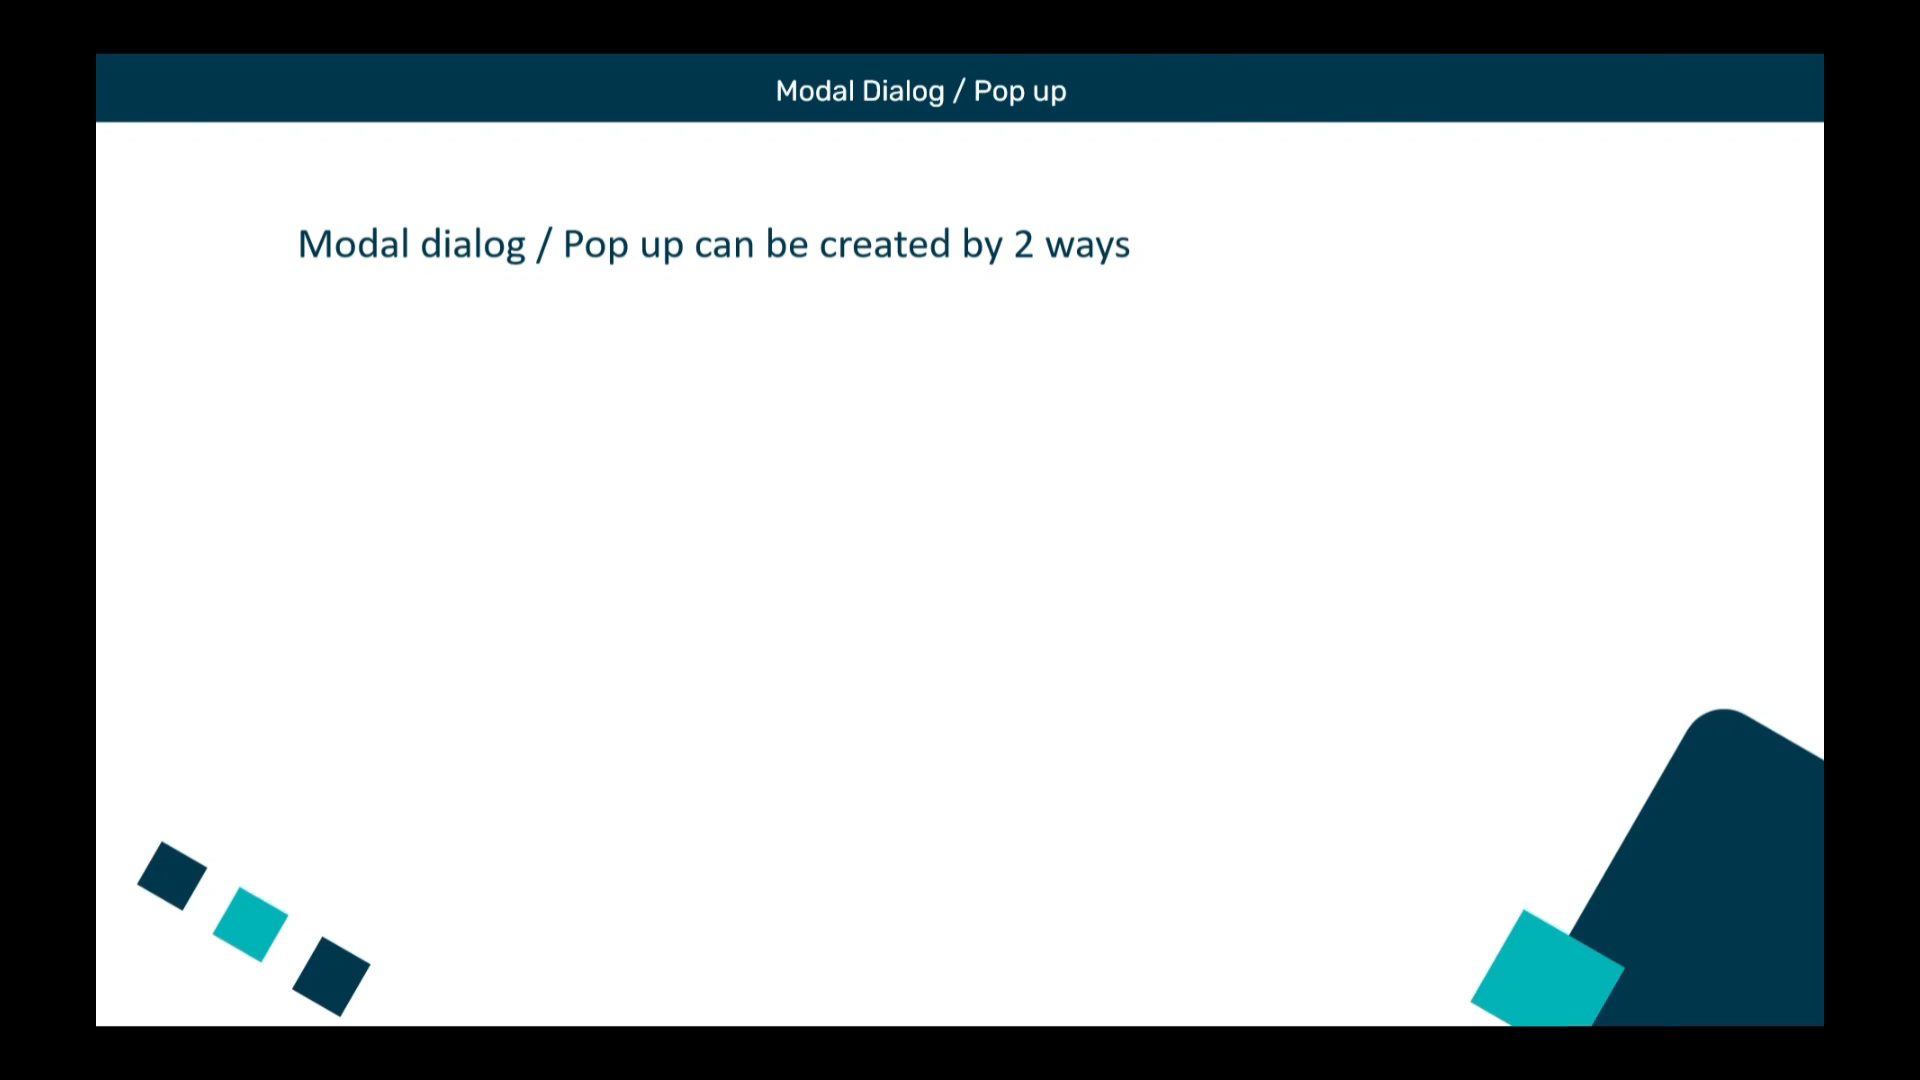 Modal Dialog / Pop up
Modal dialog / Pop up can be created by 2 ways